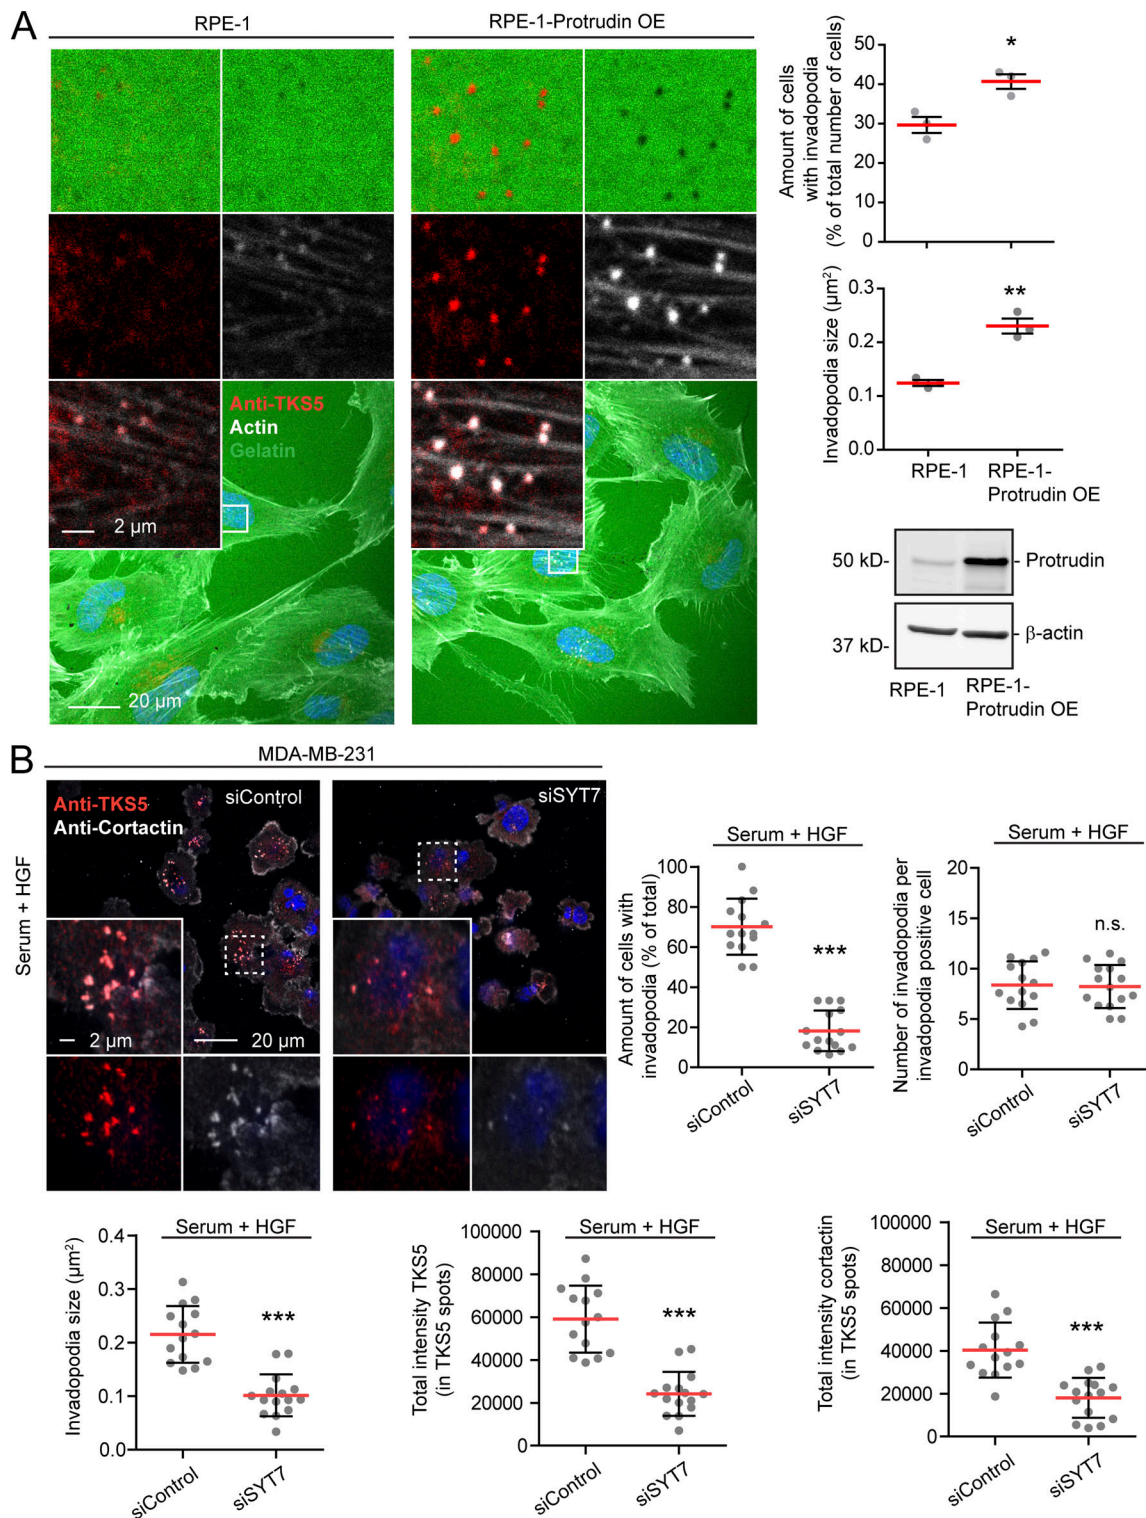 A
RPE-1
RPE-1-Protrudin OE
Anti-TKS5
Actin
Gelatin
2 µm
20 µm
Amount of cells
with invadopodia
(% of total number of cells)
50
40
30
20
10
0
*
Invadopodia size (µm²)
0.3
0.2
0.1
0.0
**
RPE-1
RPE-1-
Protrudin OE
50 kD-
- Protrudin
37 kD-
- β-actin
RPE-1
RPE-1-
Protrudin OE
B
MDA-MB-231
Serum + HGF
Anti-TKS5
Anti-Cortactin
siControl
siSYT7
2 µm
20 µm
Serum + HGF
Amount of cells with
invadopodia (% of total)
100
80
60
40
20
0
***
siControl
siSYT7
Serum + HGF
Number of invadopodia per
invadopodia positive cell
20
15
10
5
0
n.s.
siControl
siSYT7
Serum + HGF
Invadopodia size (µm²)
0.4
0.3
0.2
0.1
0.0
***
siControl
siSYT7
Serum + HGF
Total intensity TKS5
(in TKS5 spots)
100000
80000
60000
40000
20000
0
***
siControl
siSYT7
Serum + HGF
Total intensity cortactin
(in TKS5 spots)
100000
80000
60000
40000
20000
0
***
siControl
siSYT7